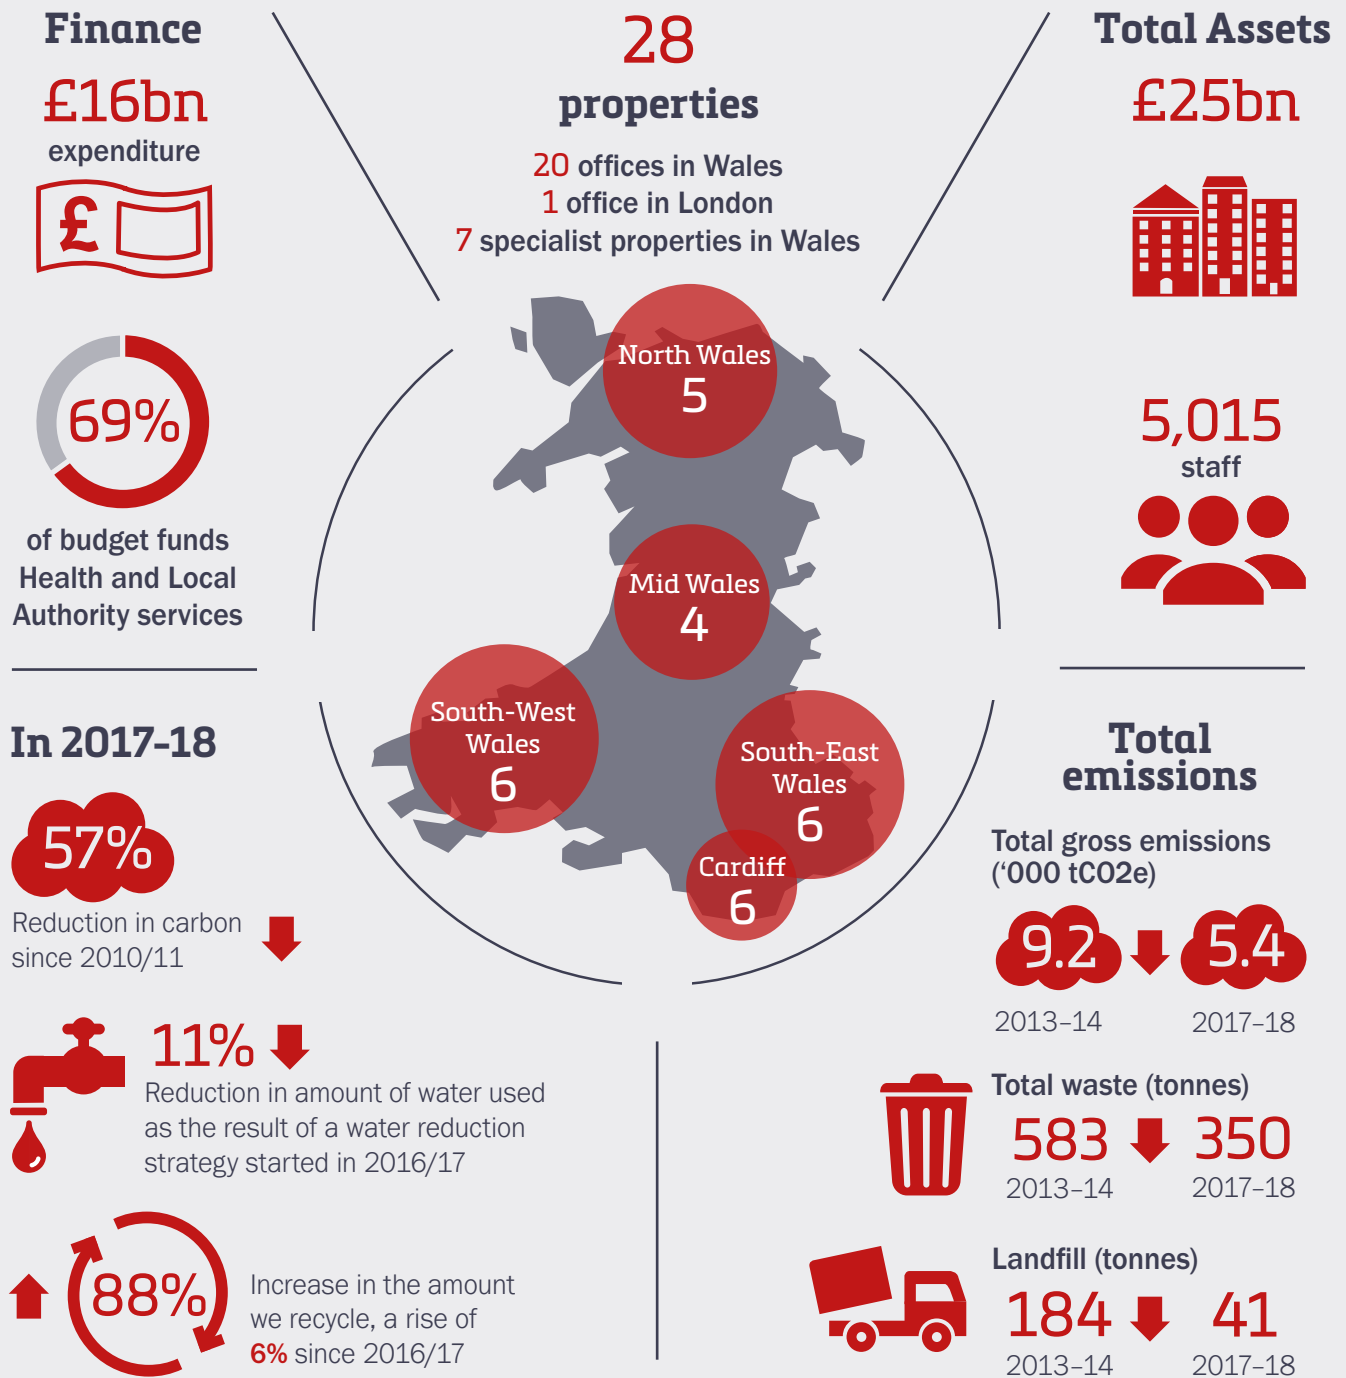 Finance
£16bn
expenditure
£
69%
of budget funds
Health and Local
Authority services
28
properties
20 offices in Wales
1 office in London
7 specialist properties in Wales
Total Assets
£25bn
5,015
staff
North Wales
5
Mid Wales
4
South-West
Wales
6
South-East
Wales
6
Cardiff
6
In 2017-18
57%
Reduction in carbon
since 2010/11
11%
Reduction in amount of water used
as the result of a water reduction
strategy started in 2016/17
88%
Increase in the amount
we recycle, a rise of
6% since 2016/17
Total
emissions
Total gross emissions
(‘000 tCO2e)
9.2 5.4
2013–14 2017–18
Total waste (tonnes)
583 350
2013–14 2017–18
Landfill (tonnes)
184 41
2013–14 2017–18